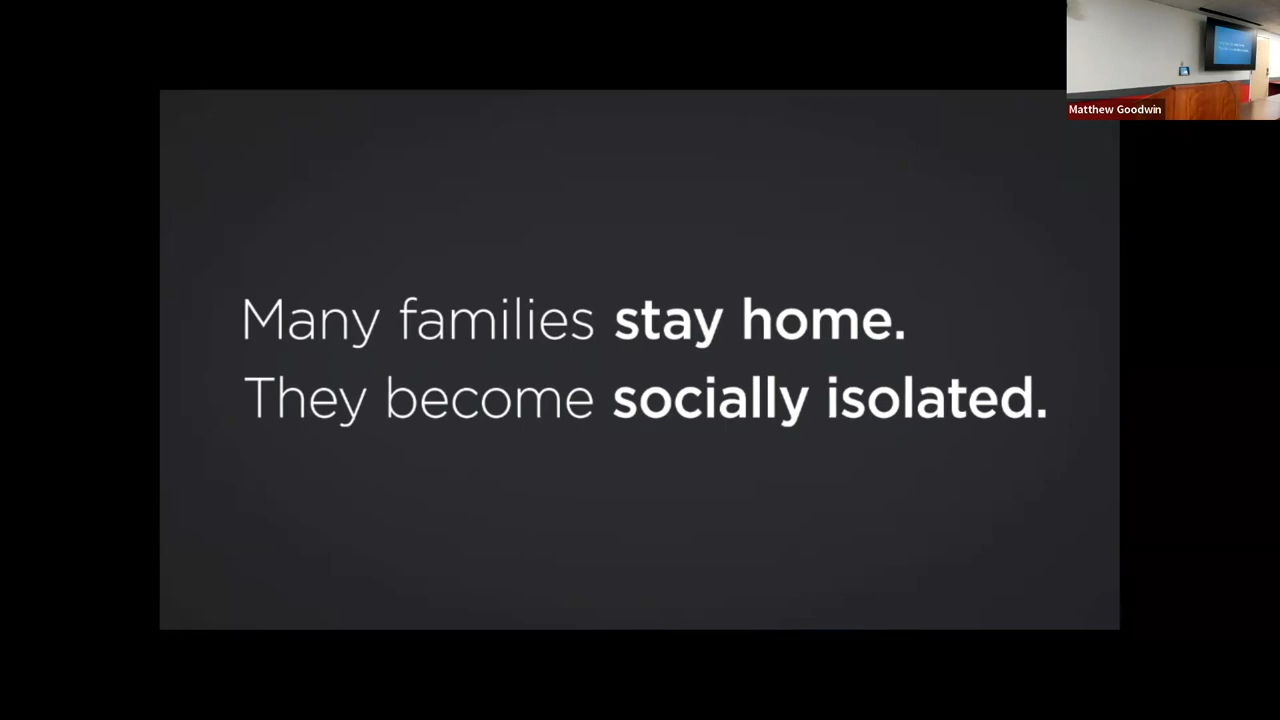 Matthew Goodwin
Many families stay home.
They become socially isolated.